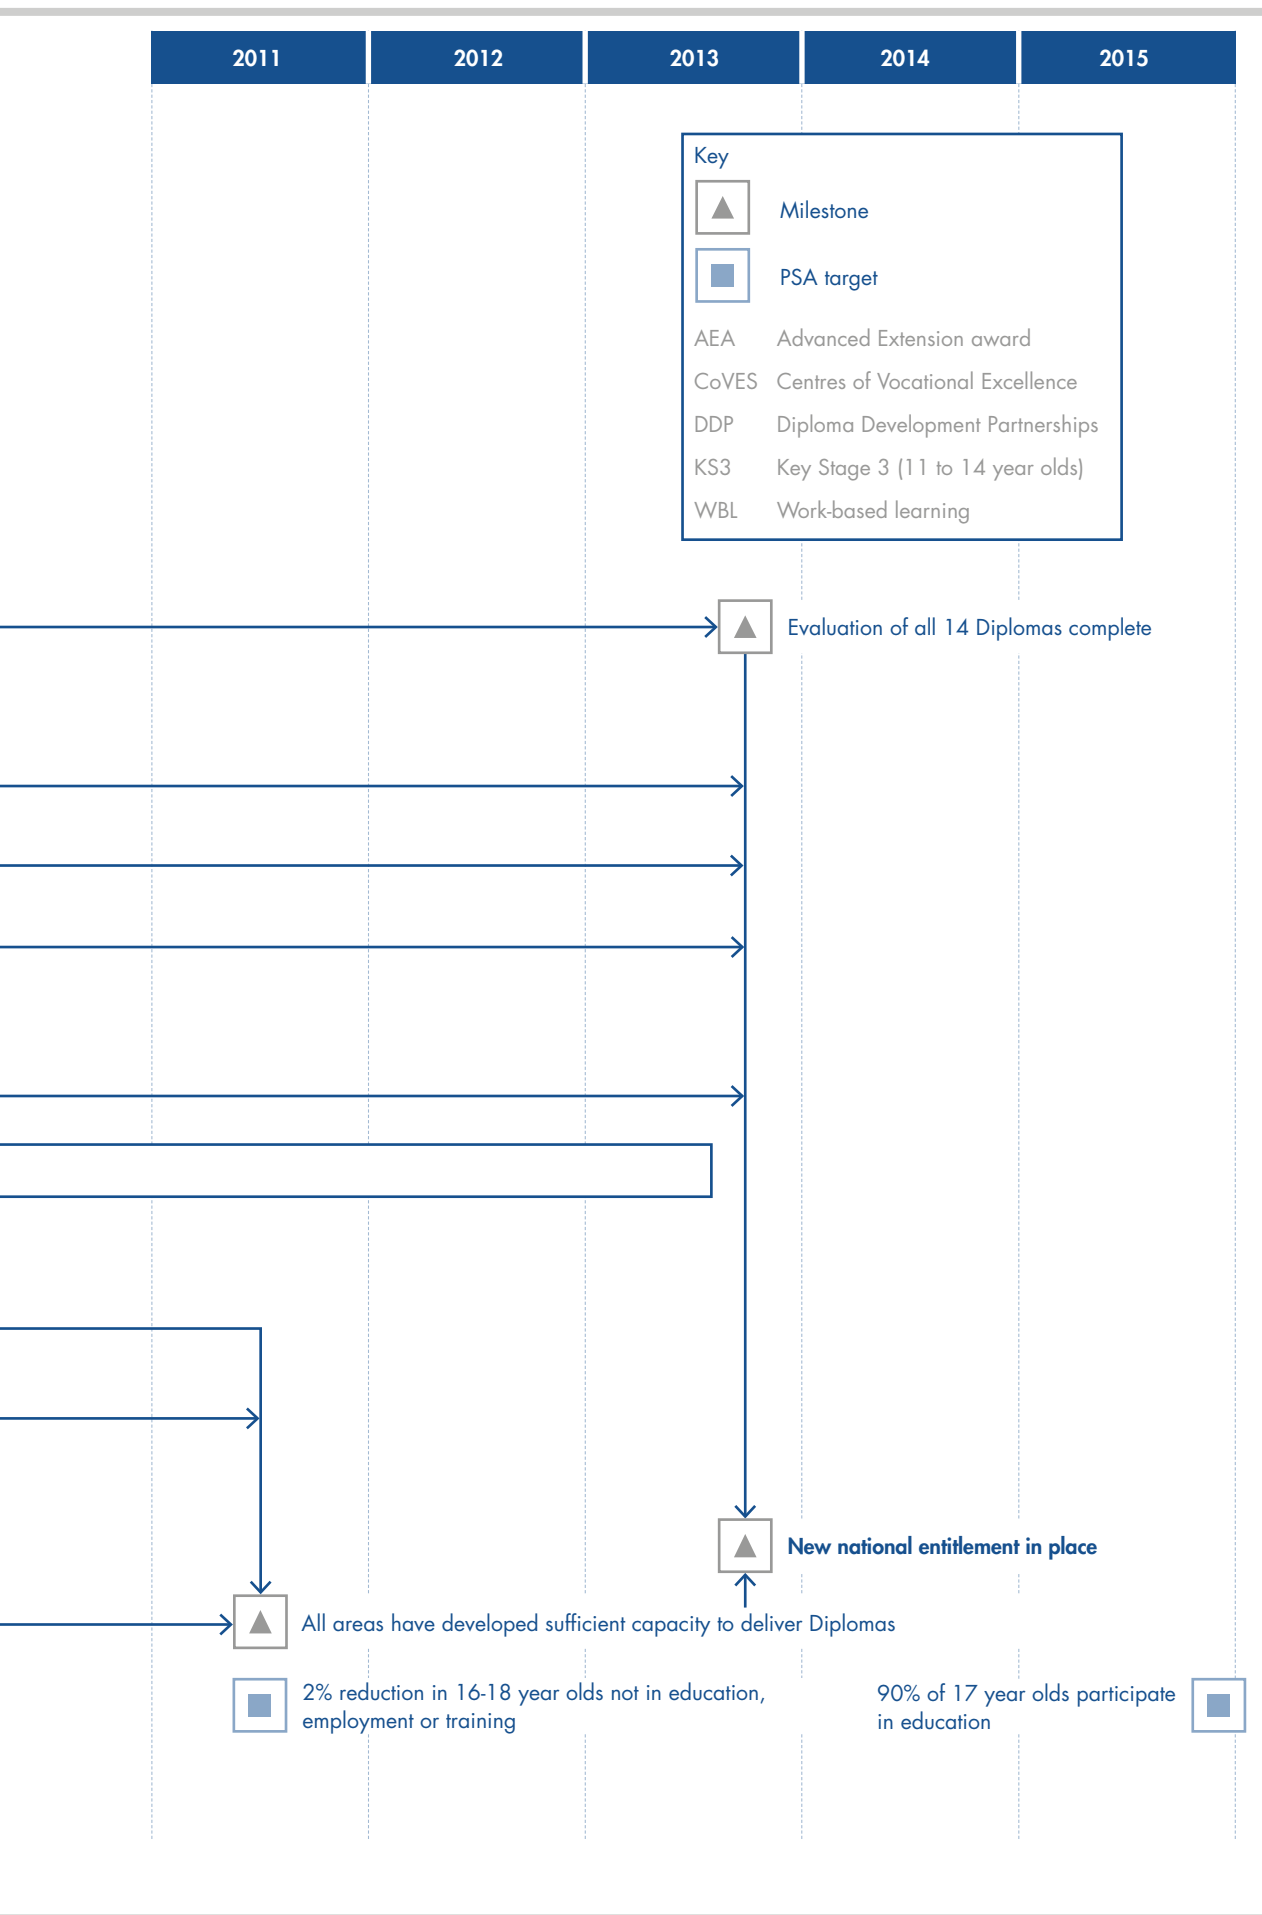 2011 2012 2013 2014 2015
Key
Milestone
PSA target
AEA Advanced Extension award
CoVES Centres of Vocational Excellence
DDP Diploma Development Partnerships
KS3 Key Stage 3 (11 to 14 year olds)
WBL Work-based learning
Evaluation of all 14 Diplomas complete
New national entitlement in place
All areas have developed sufficient capacity to deliver Diplomas
2% reduction in 16-18 year olds not in education,
employment or training
90% of 17 year olds participate
in education